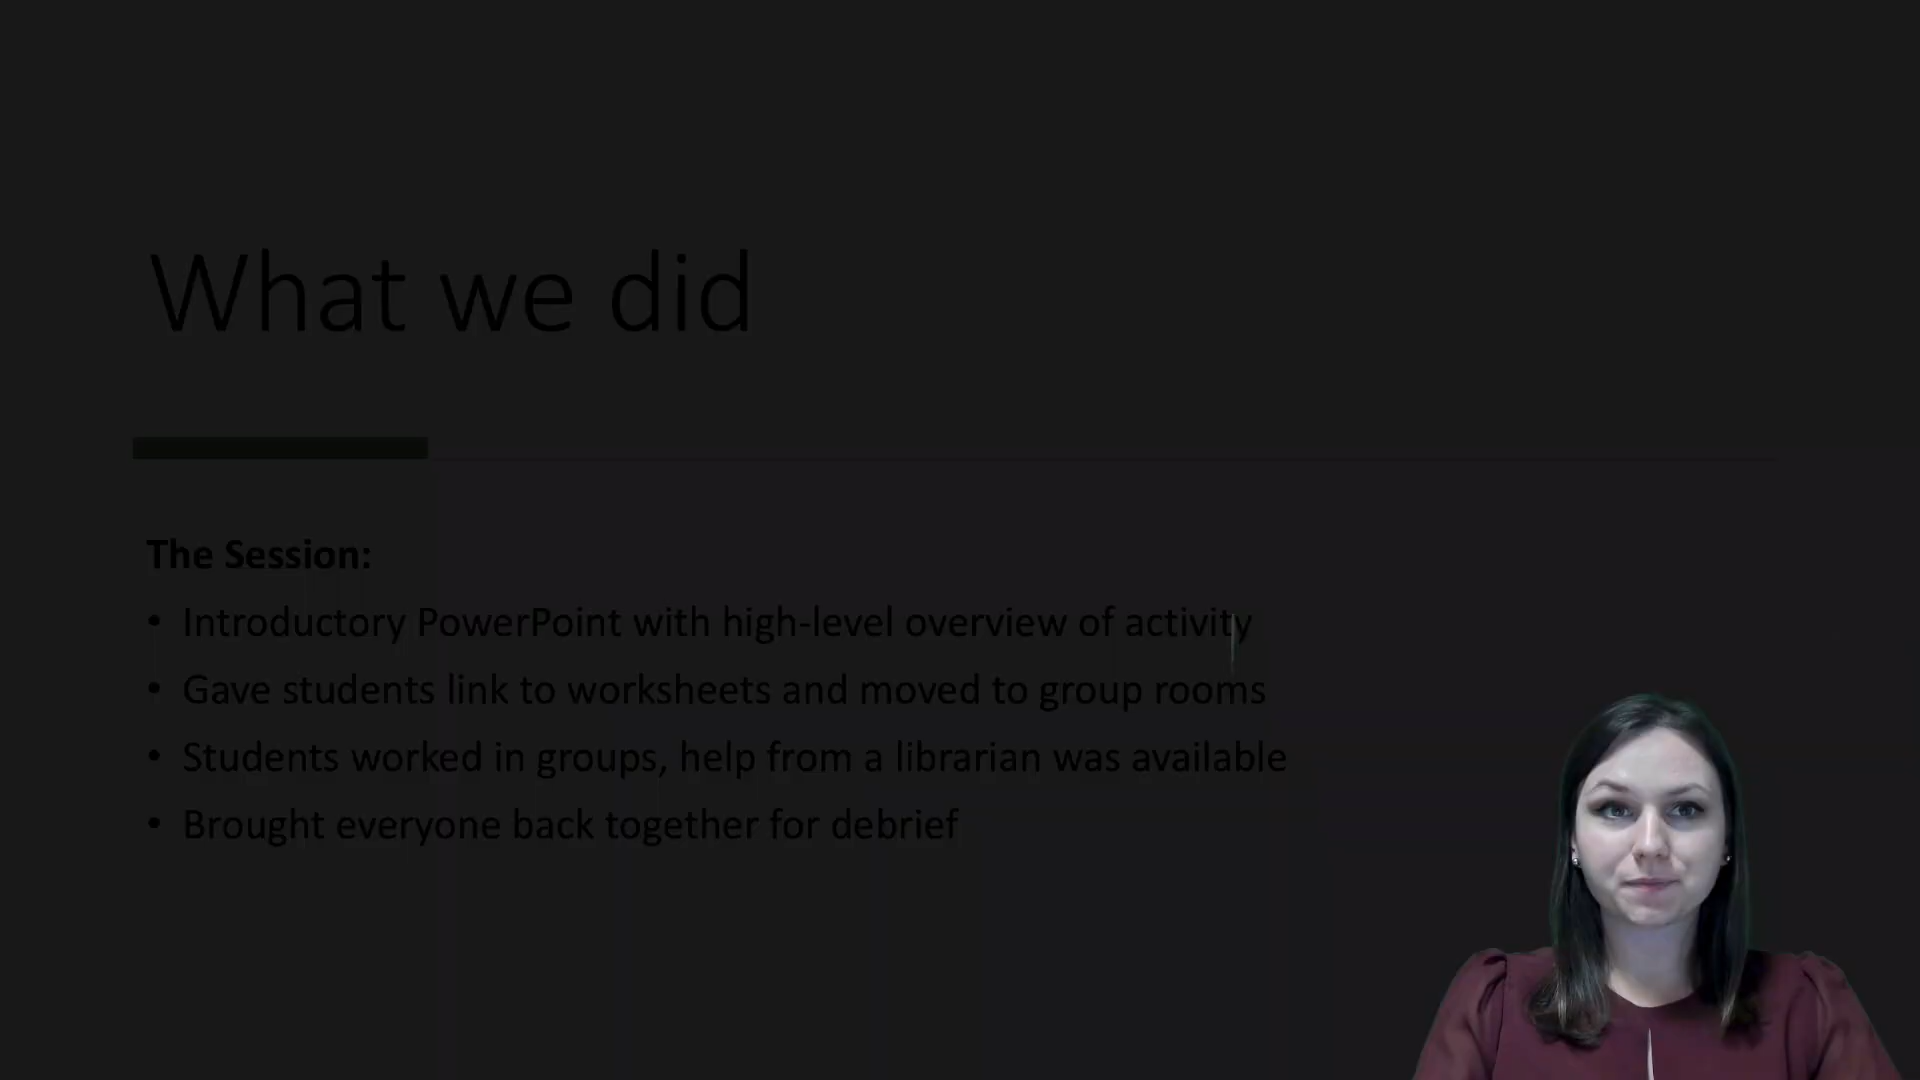 What we did
The Session:
• Introductory PowerPoint with high-level overview of activity
• Gave students link to worksheets and moved to group rooms
• Students worked in groups, help from a librarian was available
• Brought everyone back together for debrief